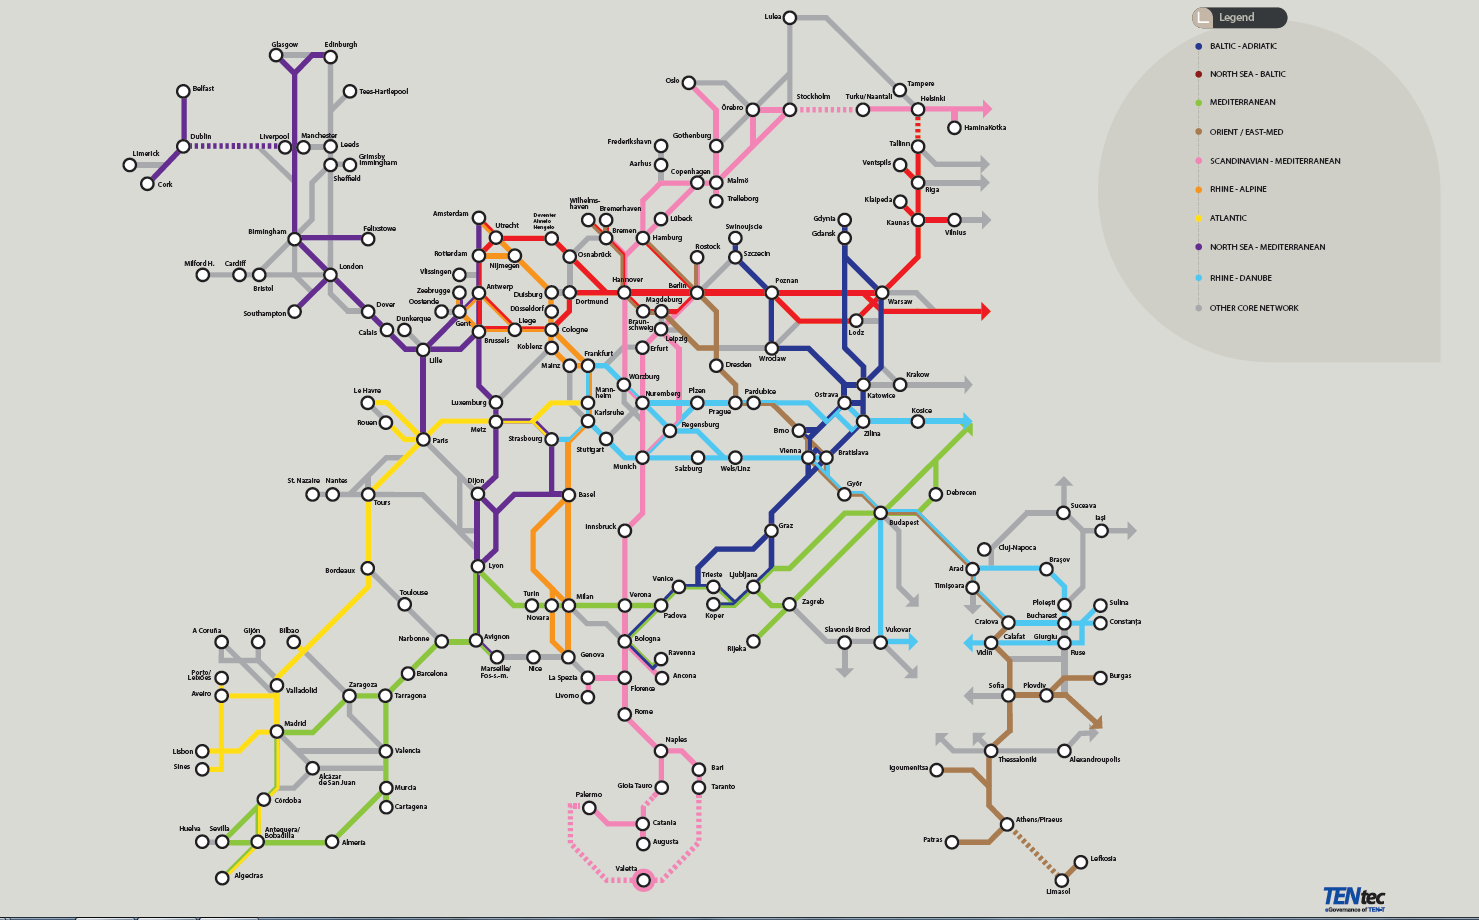 Legend
BALTIC - ADRIATIC
NORTH SEA - BALTIC
MEDITERRANEAN
ORIENT / EAST-MED
SCANDINAVIAN - MEDITERRANEAN
RHINE - ALPINE
ATLANTIC
NORTH SEA - MEDITERRANEAN
RHINE - DANUBE
OTHER CORE NETWORK
Lulea
Glasgow
Edinburgh
Belfast
Tees-Hartlepool
Oslo
Tampere
Örebro
Stockholm
Turku/Naantali
Helsinki
HaminaKotka
Dublin
Liverpool
Manchester
Leeds
Limerick
Grimsby
Immingham
Cork
Sheffield
Frederikshavn
Gothenburg
Tallinn
Aarhus
Ventspils
Copenhagen
Malmö
Riga
Trelleborg
Klaipeda
Wilhelms-
haven
Bremerhaven
Amsterdam
Utrecht
Deventer
Almelo
Hengelo
Lübeck
Gdynia
Kaunas
Vilnius
Birmingham
Felixstowe
Bremen
Hamburg
Swinoujscie
Gdansk
Rotterdam
Nijmegen
Osnabrück
Rostock
Szczecin
Milford H.
Cardiff
Bristol
London
Vlissingen
Hannover
Berlin
Poznan
Zeebrugge
Antwerp
Duisburg
Dortmund
Magdeburg
Warsaw
Southampton
Dover
Oostende
Düsseldorf
Gent
Liege
Braun-
schweig
Calais
Dunkerque
Brussels
Cologne
Leipzig
Lodz
Lille
Koblenz
Frankfurt
Erfurt
Wroclaw
Mainz
Dresden
Würzburg
Krakow
Le Havre
Mann-
heim
Nuremberg
Plzen
Prague
Pardubice
Ostrava
Katowice
Luxemburg
Karlsruhe
Kosice
Rouen
Metz
Regensburg
Brno
Zilina
Paris
Strasbourg
Stuttgart
Vienna
Bratislava
Munich
Salzburg
Wels/Linz
St. Nazaire
Nantes
Tours
Dijon
Basel
Györ
Debrecen
Suceava
Iaşi
Innsbruck
Graz
Budapest
Cluj-Napoca
Bordeaux
Lyon
Arad
Braşov
Venice
Trieste
Ljubljana
Timişoara
Toulouse
Turin
Milan
Verona
Novara
Padova
Koper
Zagreb
Ploieşti
Sulina
A Coruña
Gijón
Bilbao
Narbonne
Avignon
Bologna
Rijeka
Slavonski Brod
Vukovar
Craiova
Bucharest
Constanţa
Calafat
Giurgiu
Vidin
Ruse
Marseille/
Fos-s.-m.
Nice
Genova
Ravenna
Porto/
Leixões
Barcelona
La Spezia
Ancona
Burgas
Aveiro
Valladolid
Zaragoza
Tarragona
Livorno
Florence
Sofia
Plovdiv
Rome
Madrid
Lisbon
Valencia
Naples
Thessaloniki
Alexandroupolis
Sines
Alcázar
de San Juan
Bari
Igoumenitsa
Murcia
Gioia Tauro
Taranto
Córdoba
Cartagena
Palermo
Catania
Athens/Piraeus
Huelva
Sevilla
Antequera/
Bobadilla
Almería
Augusta
Patras
Lefkosia
Algeciras
Valetta
Limasol
TENtec
eGovernance of TEN-T